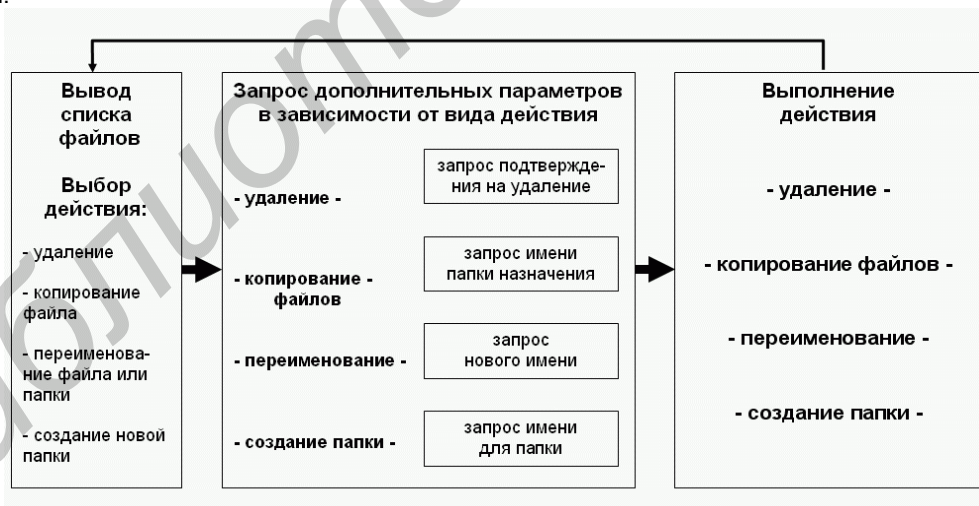 Вывод
списка
файлов
Выбор
действия:
- удаление
- копирование
файла
- переименова-
ние файла или
папки
- создание новой
папки
Запрос дополнительных параметров
в зависимости от вида действия
- удаление -
запрос подтвержде-
ния на удаление
- копирование -
файлов
запрос имени
папки назначения
- переименование -
запрос
нового имени
- создание папки -
запрос имени
для папки
Выполнение
действия
- удаление -
- копирование файлов -
- переименование -
- создание папки -